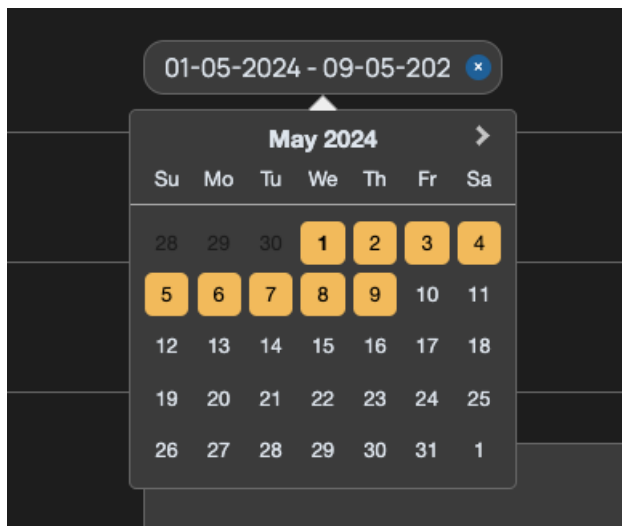 01-05-2024 - 09-05-202
May 2024
Su Mo Tu We Th Fr Sa
28 29 30 1 2 3 4
5 6 7 8 9 10 11
12 13 14 15 16 17 18
19 20 21 22 23 24 25
26 27 28 29 30 31 1